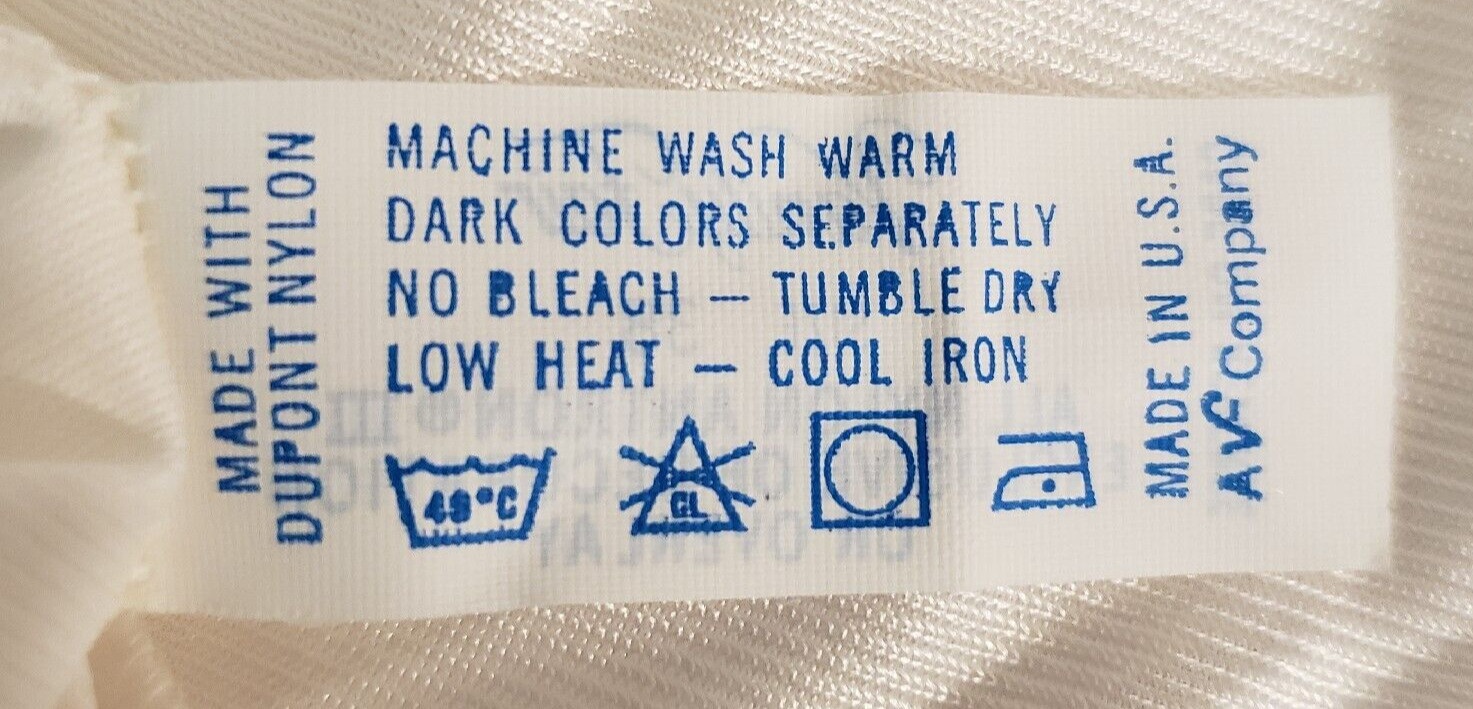 MADE WITH
DUPONT NYLON
MACHINE WASH WARM
DARK COLORS SEPARATELY
NO BLEACH — TUMBLE DRY
LOW HEAT — COOL IRON
CL
MADE IN U.S.A.
AVF Company